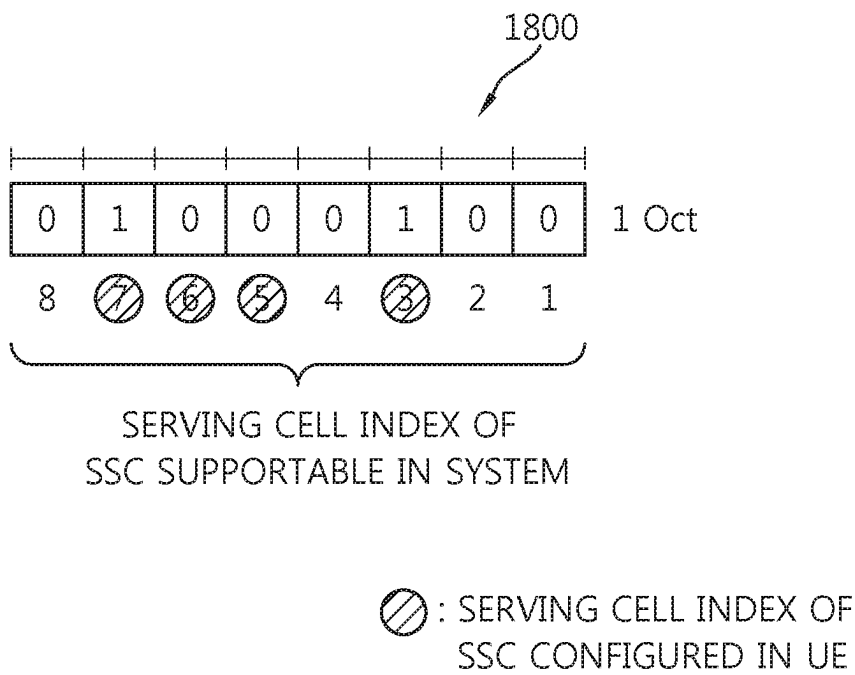 1800
0 1 0 0 0 1 0 0 1 Oct
8 7 6 5 4 3 2 1
SERVING CELL INDEX OF
SSC SUPPORTABLE IN SYSTEM
: SERVING CELL INDEX OF
SSC CONFIGURED IN UE